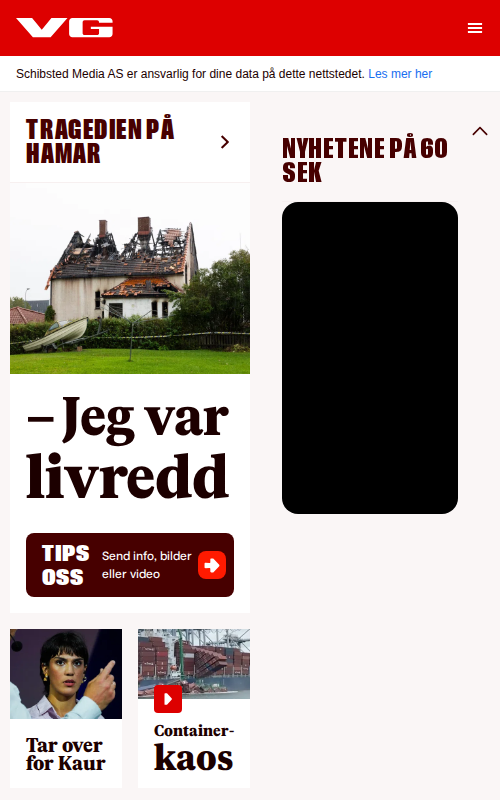 VG
Schibsted Media AS er ansvarlig for dine data på dette nettstedet. Les mer her
TRAGEDIEN PÅ
HAMAR
– Jeg var
livredd
TIPS
OSS
Send info, bilder
eller video
Tar over
for Kaur
Container-
kaos
NYHETENE PÅ 60
SEK